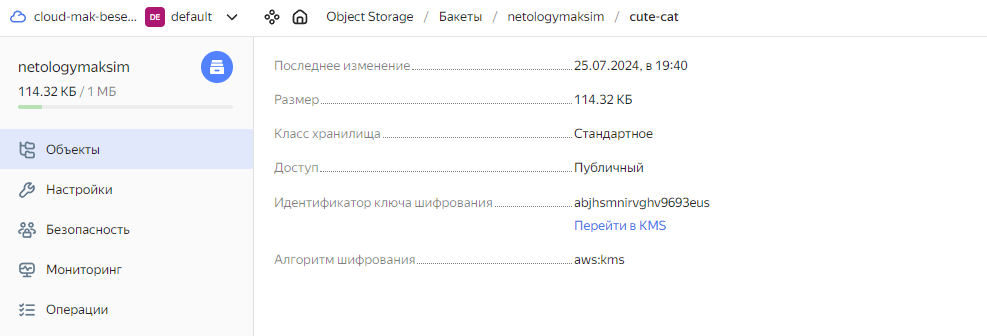 cloud-mak-bese... DE default Object Storage / Бакеты / netologymaksim / cute-cat
netologymaksim
114.32 КБ / 1 МБ
Объекты
Настройки
Безопасность
Мониторинг
Операции
Последнее изменение 25.07.2024, в 19:40
Размер 114.32 КБ
Класс хранилища Стандартное
Доступ Публичный
Идентификатор ключа шифрования abjhsmnirvghv9693eus
Перейти в KMS
Алгоритм шифрования aws:kms